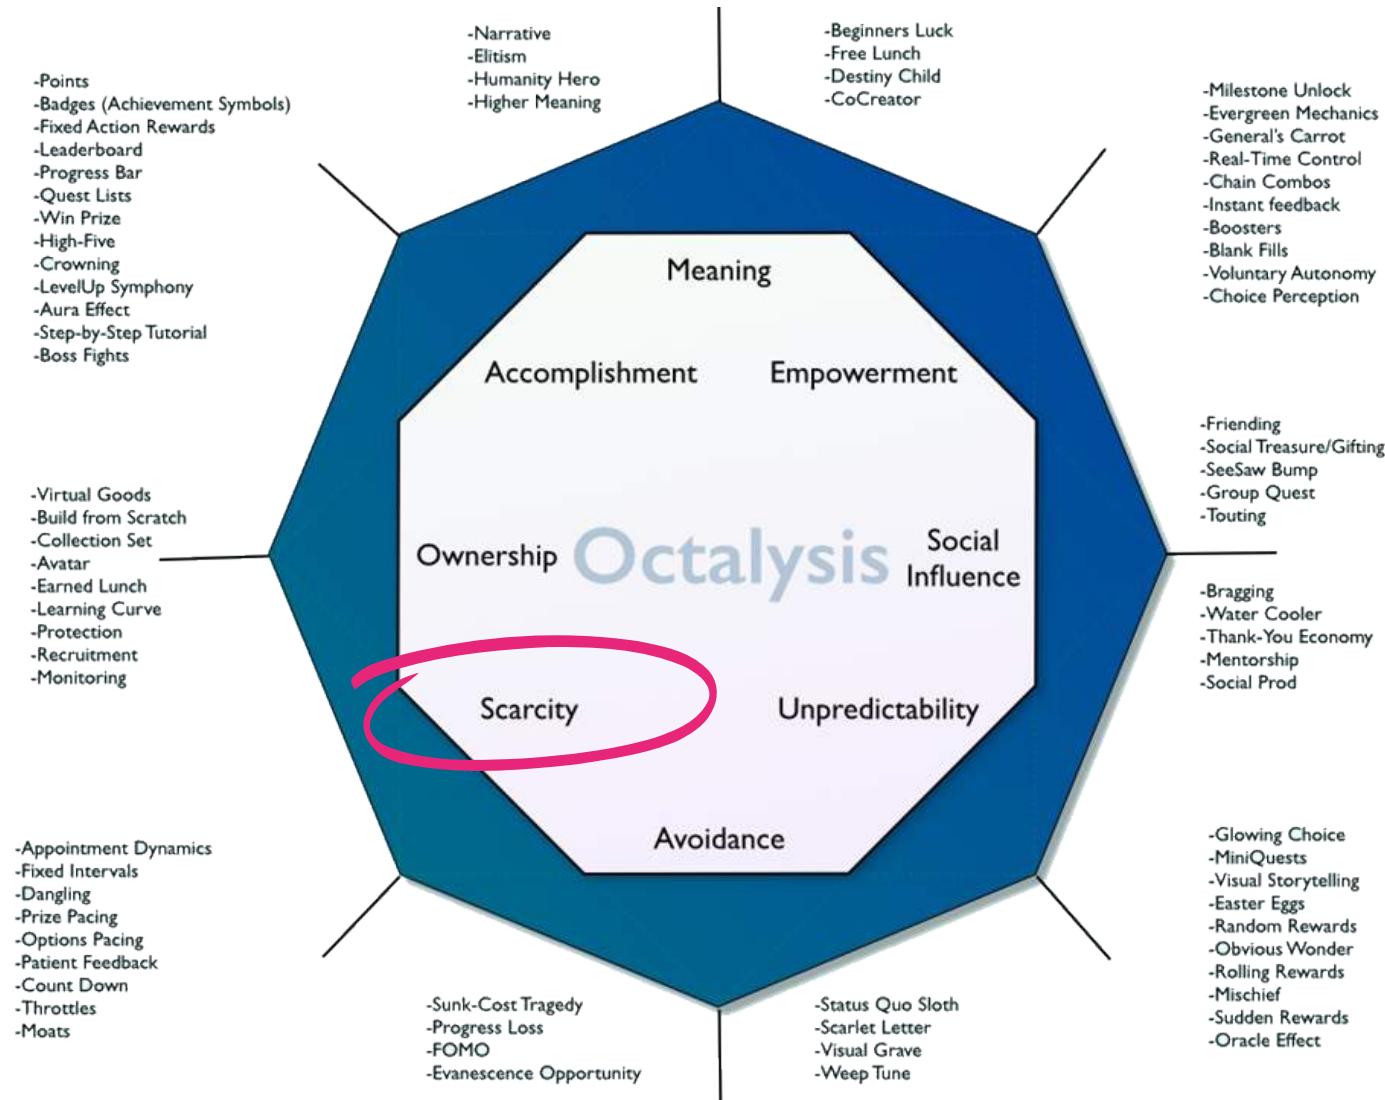 -Narrative
-Elitism
-Humanity Hero
-Higher Meaning
-Beginners Luck
-Free Lunch
-Destiny Child
-CoCreator
-Points
-Badges (Achievement Symbols)
-Fixed Action Rewards
-Leaderboard
-Progress Bar
-Quest Lists
-Win Prize
-High-Five
-Crowning
-LevelUp Symphony
-Aura Effect
-Step-by-Step Tutorial
-Boss Fights
-Milestone Unlock
-Evergreen Mechanics
-General's Carrot
-Real-Time Control
-Chain Combos
-Instant feedback
-Boosters
-Blank Fills
-Voluntary Autonomy
-Choice Perception
Meaning
Accomplishment
Empowerment
-Virtual Goods
-Build from Scratch
-Collection Set
-Avatar
-Earned Lunch
-Learning Curve
-Protection
-Recruitment
-Monitoring
Ownership
Octalysis
Social
Influence
-Friending
-Social Treasure/Gifting
-SeeSaw Bump
-Group Quest
-Touting
-Bragging
-Water Cooler
-Thank-You Economy
-Mentorship
-Social Prod
Scarcity
Unpredictability
Avoidance
-Appointment Dynamics
-Fixed Intervals
-Dangling
-Prize Pacing
-Options Pacing
-Patient Feedback
-Count Down
-Throttles
-Moats
-Sunk-Cost Tragedy
-Progress Loss
-FOMO
-Evanescence Opportunity
-Status Quo Sloth
-Scarlet Letter
-Visual Grave
-Weep Tune
-Glowing Choice
-MiniQuests
-Visual Storytelling
-Easter Eggs
-Random Rewards
-Obvious Wonder
-Rolling Rewards
-Mischief
-Sudden Rewards
-Oracle Effect